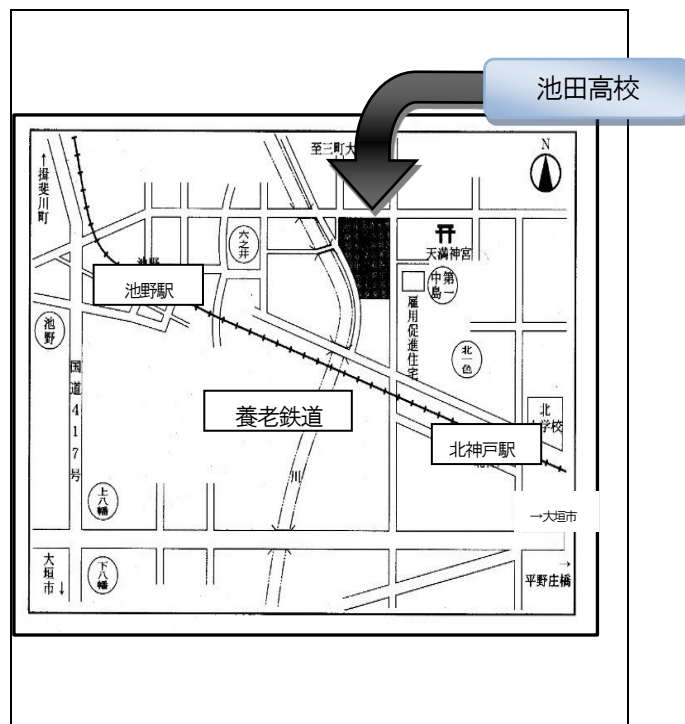 池田高校
至三町大
N
↑揖斐川町
六之井
天満神宮
第一中島
池野駅
雇用促進住宅
池野
北一色
国道417号
養老鉄道
北
学校
北神戸駅
川
上八幡
→大垣市
大垣市↓
下八幡
→
平野庄橋